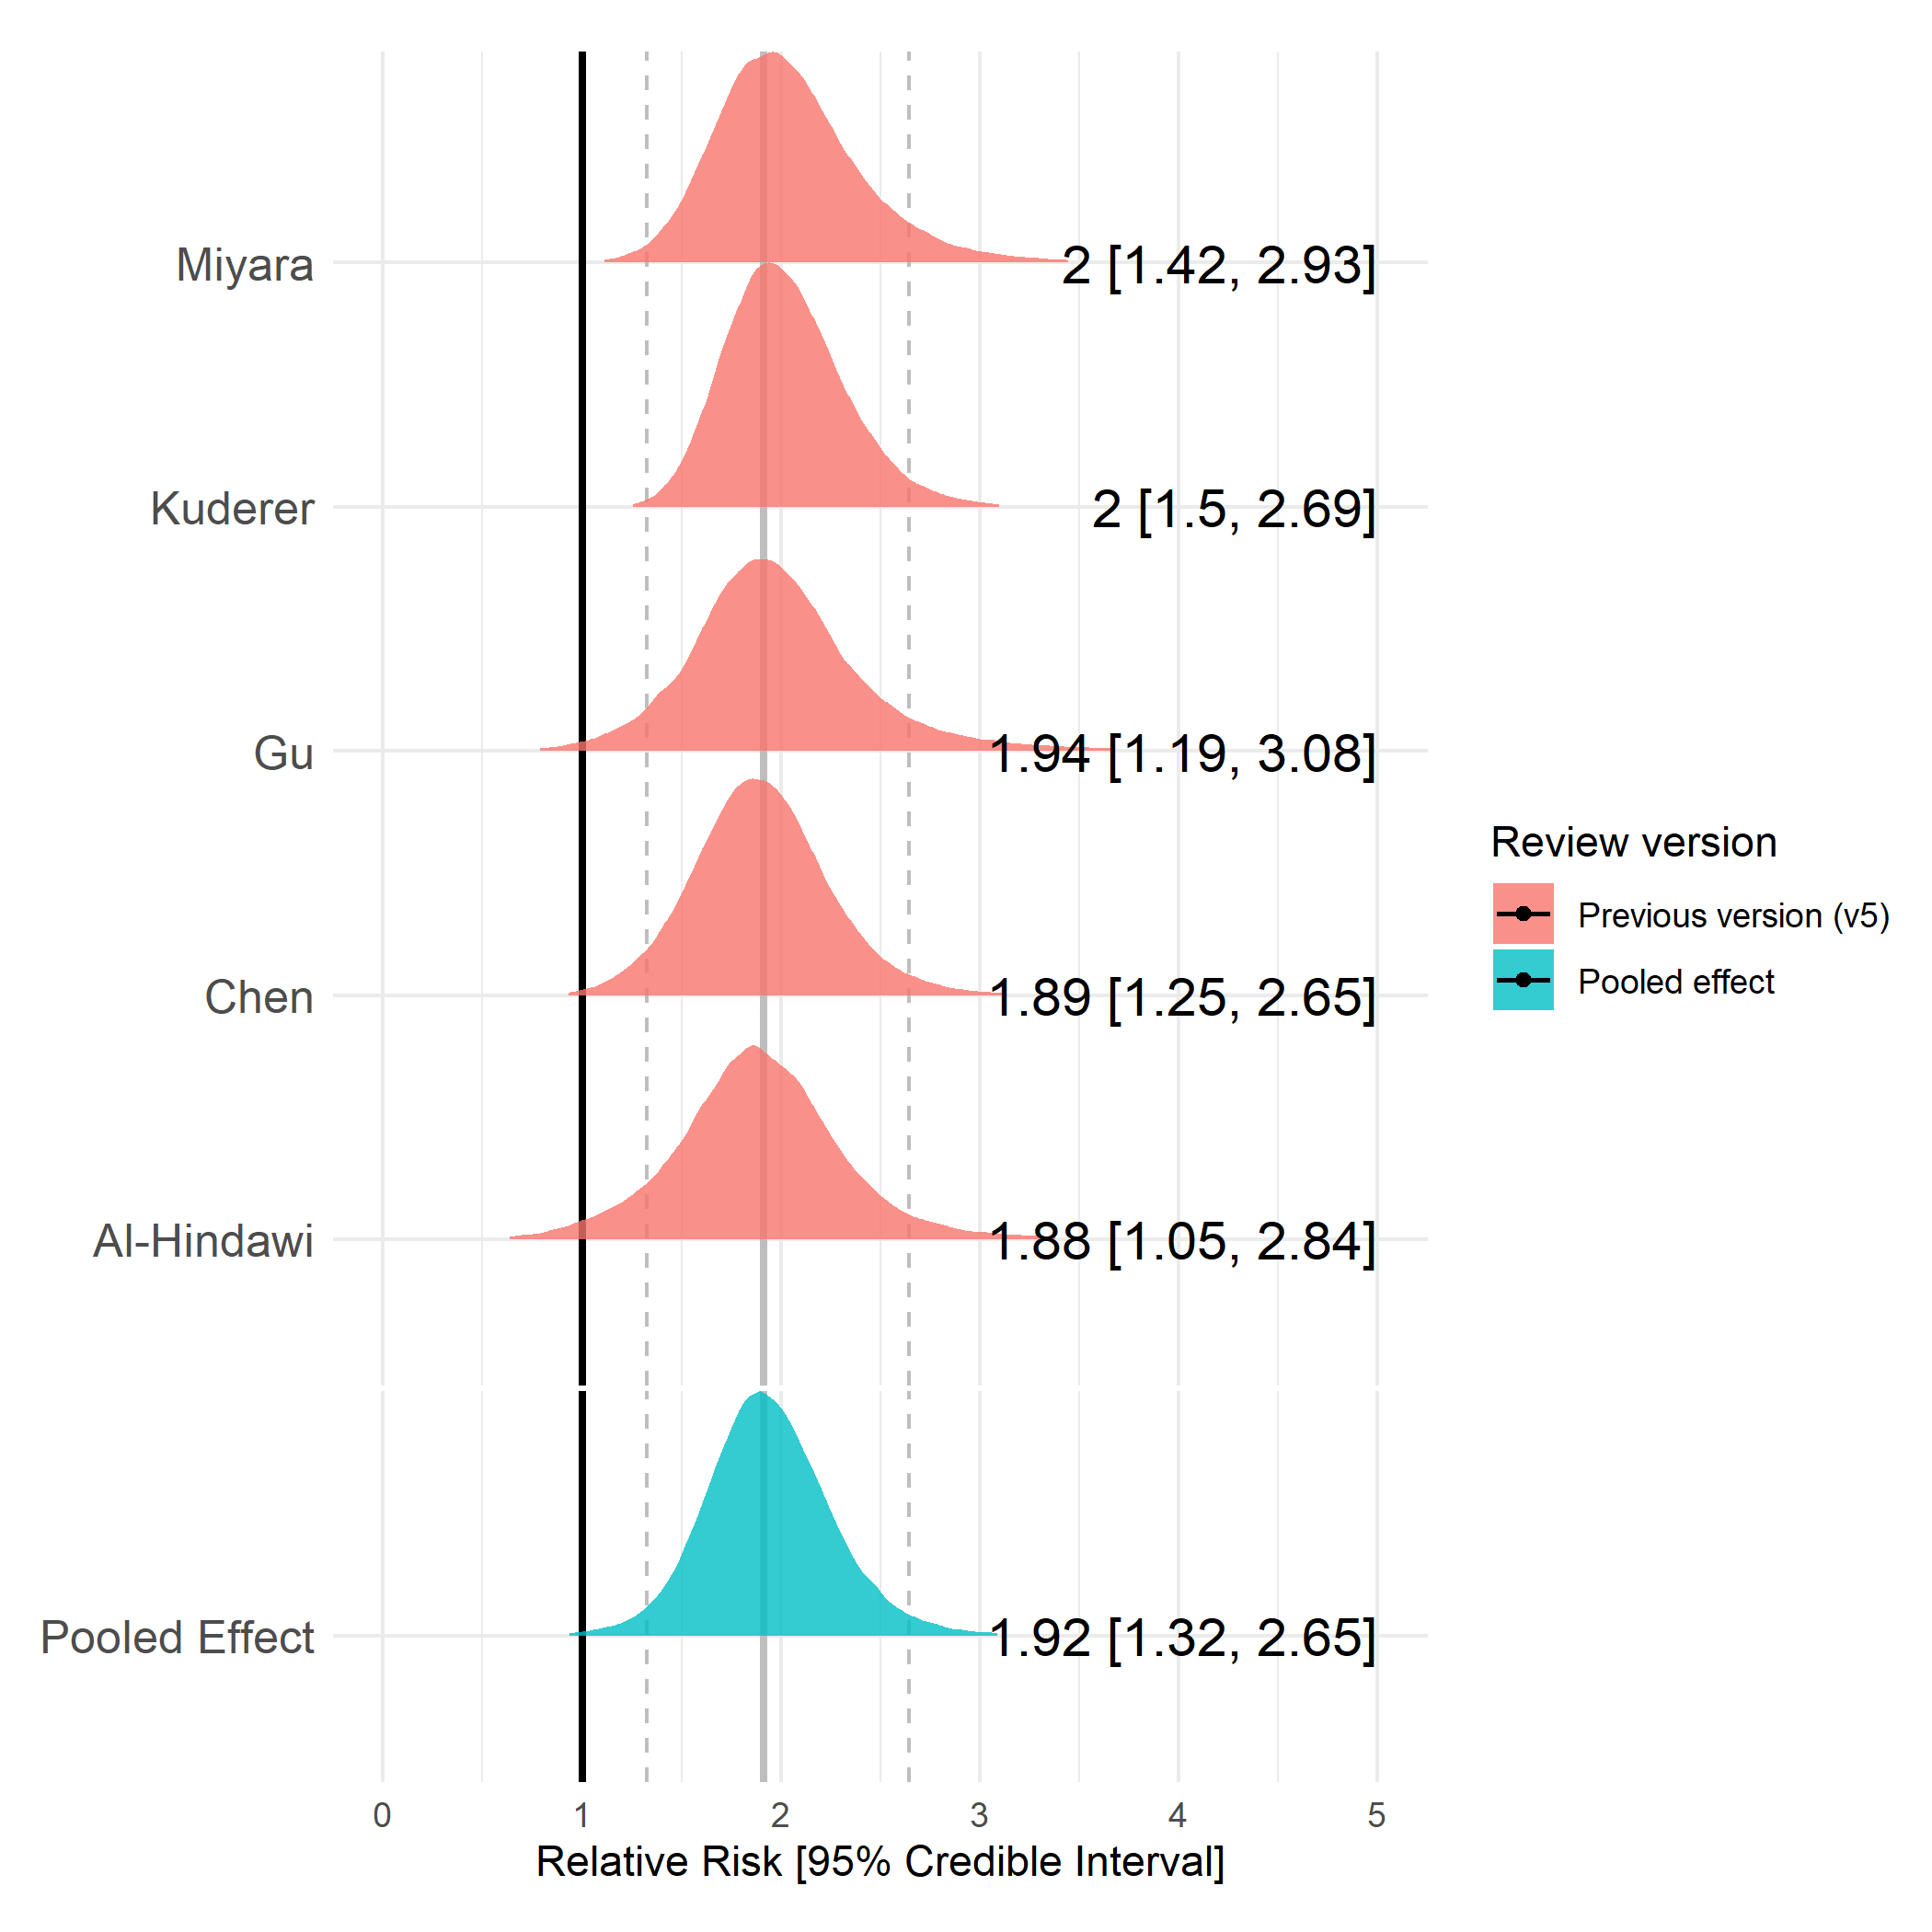 Miyara
2 [1.42, 2.93]
Kuderer
2 [1.5, 2.69]
Gu
1.94 [1.19, 3.08]
Chen
1.89 [1.25, 2.65]
Al-Hindawi
1.88 [1.05, 2.84]
Pooled Effect
1.92 [1.32, 2.65]
0 1 2 3 4 5
Relative Risk [95% Credible Interval]
Review version
Previous version (v5)
Pooled effect